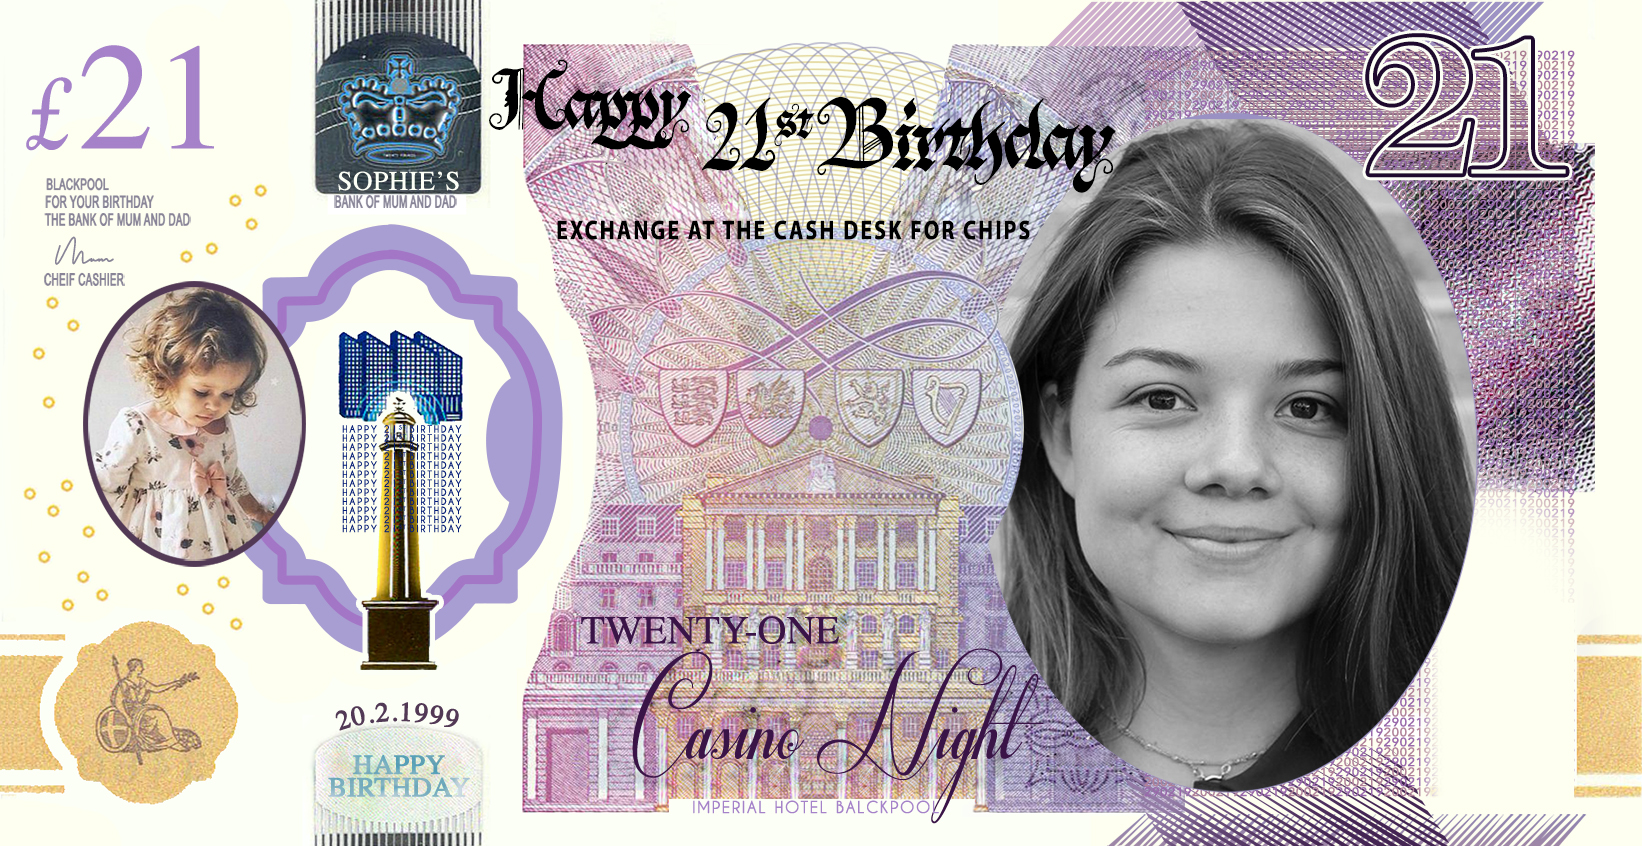 £21
SOPHIE'S
BANK OF MUM AND DAD
Happy 21st Birthday
21
BLACKPOOL
FOR YOUR BIRTHDAY
THE BANK OF MUM AND DAD
Mum
CHEIF CASHIER
EXCHANGE AT THE CASH DESK FOR CHIPS
HAPPY 21ST BIRTHDAY
HAPPY 21ST BIRTHDAY
HAPPY 21ST BIRTHDAY
HAPPY 21ST BIRTHDAY
HAPPY 21ST BIRTHDAY
HAPPY 21ST BIRTHDAY
HAPPY 21ST BIRTHDAY
HAPPY 21ST BIRTHDAY
HAPPY 21ST BIRTHDAY
HAPPY 21ST BIRTHDAY
HAPPY 21ST BIRTHDAY
HAPPY 21ST BIRTHDAY
TWENTY-ONE
Casino Night
IMPERIAL HOTEL BALCKPOOL
20.2.1999
HAPPY
BIRTHDAY